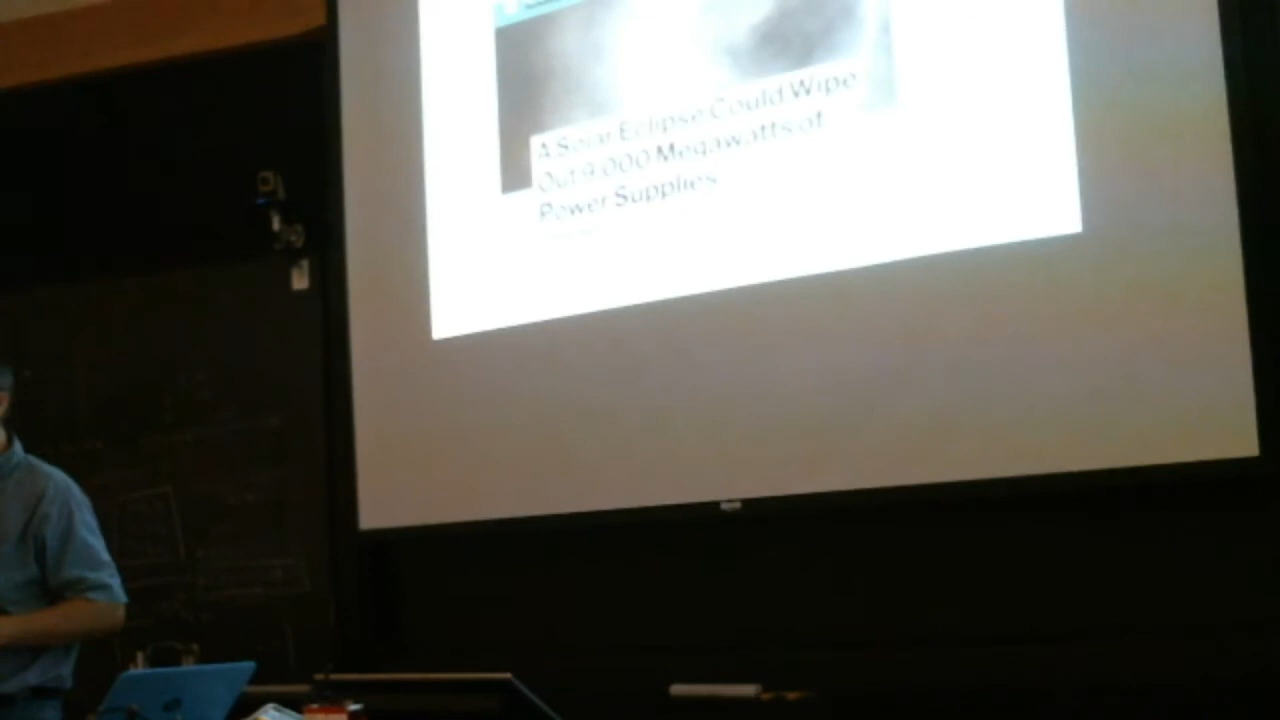 A Solar Eclipse Could Wipe
Out 9,000 Megawatts of
Power Supplies